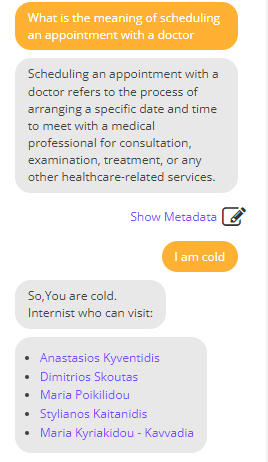 What is the meaning of scheduling
an appointment with a doctor
Scheduling an appointment with a
doctor refers to the process of
arranging a specific date and time
to meet with a medical
professional for consultation,
examination, treatment, or any
other healthcare-related services.
Show Metadata
I am cold
So,You are cold.
Internist who can visit:
• Anastasios Kyventidis
• Dimitrios Skoutas
• Maria Poikilidou
• Stylianos Kaitanidis
• Maria Kyriakidou - Kavvadia